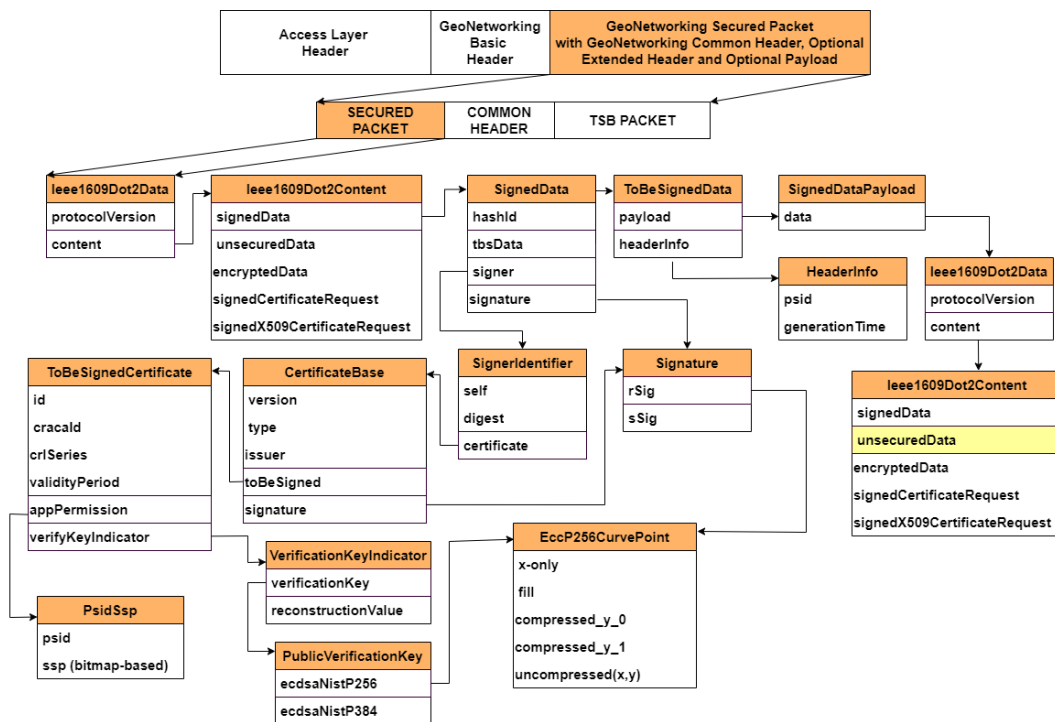 Access Layer
Header
GeoNetworking
Basic
Header
GeoNetworking Secured Packet
with GeoNetworking Common Header, Optional
Extended Header and Optional Payload
SECURED
PACKET
COMMON
HEADER
TSB PACKET
Ieee1609Dot2Data
protocolVersion
content
Ieee1609Dot2Content
signedData
unsecuredData
encryptedData
signedCertificateRequest
signedX509CertificateRequest
SignedData
hashId
tbsData
signer
signature
ToBeSignedData
payload
headerInfo
SignedDataPayload
data
HeaderInfo
psid
generationTime
Ieee1609Dot2Data
protocolVersion
content
ToBeSignedCertificate
id
cracaId
crlSeries
validityPeriod
appPermission
verifyKeyIndicator
CertificateBase
version
type
issuer
toBeSigned
signature
SignerIdentifier
self
digest
certificate
Signature
rSig
sSig
Ieee1609Dot2Content
signedData
unsecuredData
encryptedData
signedCertificateRequest
signedX509CertificateRequest
VerificationKeyIndicator
verificationKey
reconstructionValue
EccP256CurvePoint
x-only
fill
compressed_y_0
compressed_y_1
uncompressed(x,y)
PsidSsp
psid
ssp (bitmap-based)
PublicVerificationKey
ecdsaNistP256
ecdsaNistP384